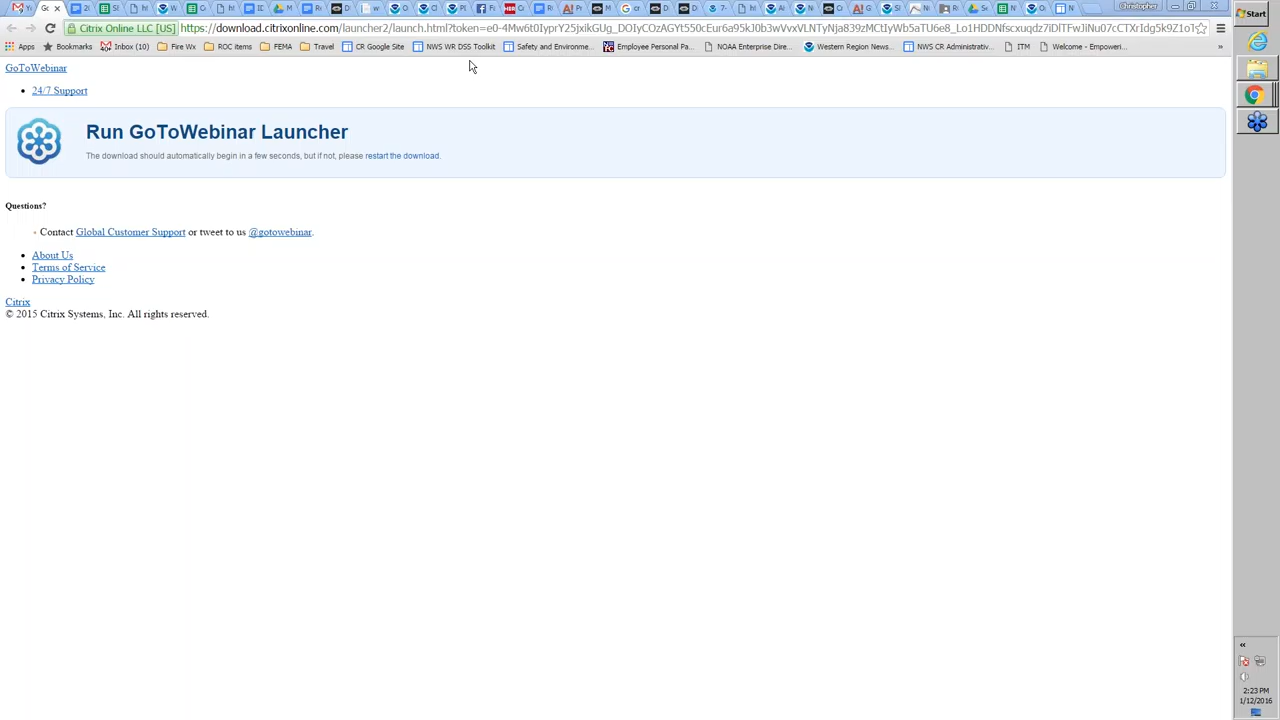 Christopher
Start
Citrix Online LLC [US]
Apps Bookmarks Inbox (10) Fire Wx ROC items FEMA Travel CR Google Site NWS WR DSS Toolkit Safety and Environme... Employee Personal Pa... NOAA Enterprise Dire... Western Region News... NWS CR Administrativ... ITM Welcome - Empoweri... »
GoToWebinar
24/7 Support
Run GoToWebinar Launcher
The download should automatically begin in a few seconds, but if not, please restart the download.
Questions?
Contact Global Customer Support or tweet to us @gotowebinar.
About Us
Terms of Service
Privacy Policy
Citrix
© 2015 Citrix Systems, Inc. All rights reserved.
2:23 PM
1/12/2016